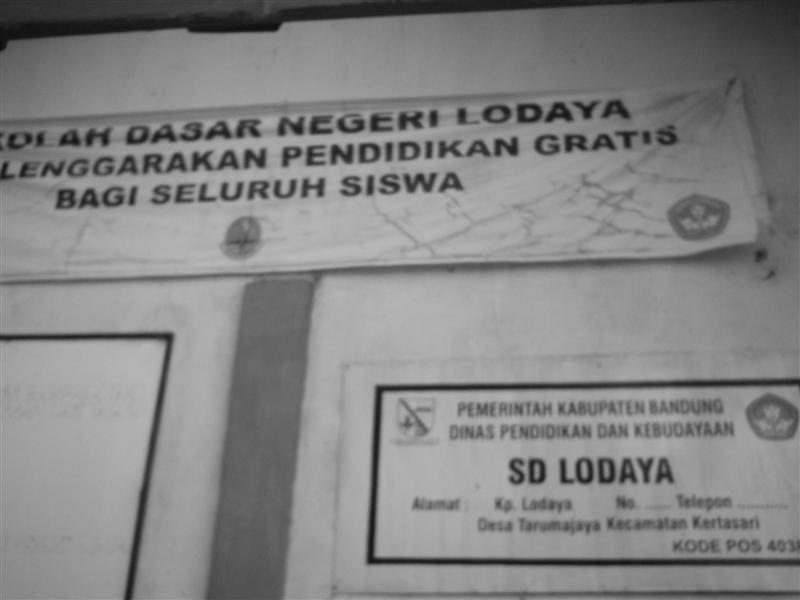 KOLAH DASAR NEGERI LODAYA
LENGGARAKAN PENDIDIKAN GRATIS
BAGI SELURUH SISWA
PEMERINTAH KABUPATEN BANDUNG
DINAS PENDIDIKAN DAN KEBUDAYAAN
SD LODAYA
Alamat : Kp. Lodaya No. ...... Telepon ...........
Desa Tarumajaya Kecamatan Kertasari
KODE POS 4038